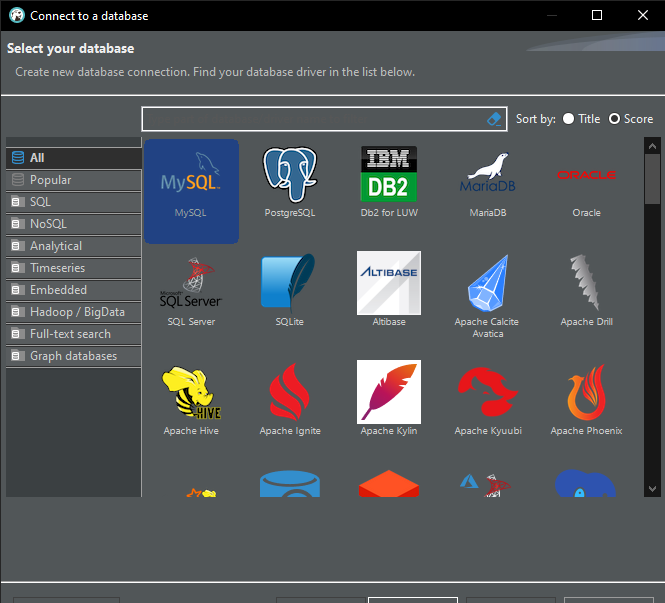 Connect to a database
Select your database
Create new database connection. Find your database driver in the list below.
Sort by: Title Score
All
Popular
SQL
NoSQL
Analytical
Timeseries
Embedded
Hadoop / BigData
Full-text search
Graph databases
MySQL
MySQL
PostgreSQL
IBM
DB2
Db2 for LUW
MariaDB
MariaDB
ORACLE
Oracle
Microsoft
SQL Server
SQL Server
SQLite
ALTIBASE
Altibase
Apache Calcite
Avatica
Apache Drill
HIVE
Apache Hive
Apache Ignite
Apache Kylin
Apache Kyuubi
Apache Phoenix